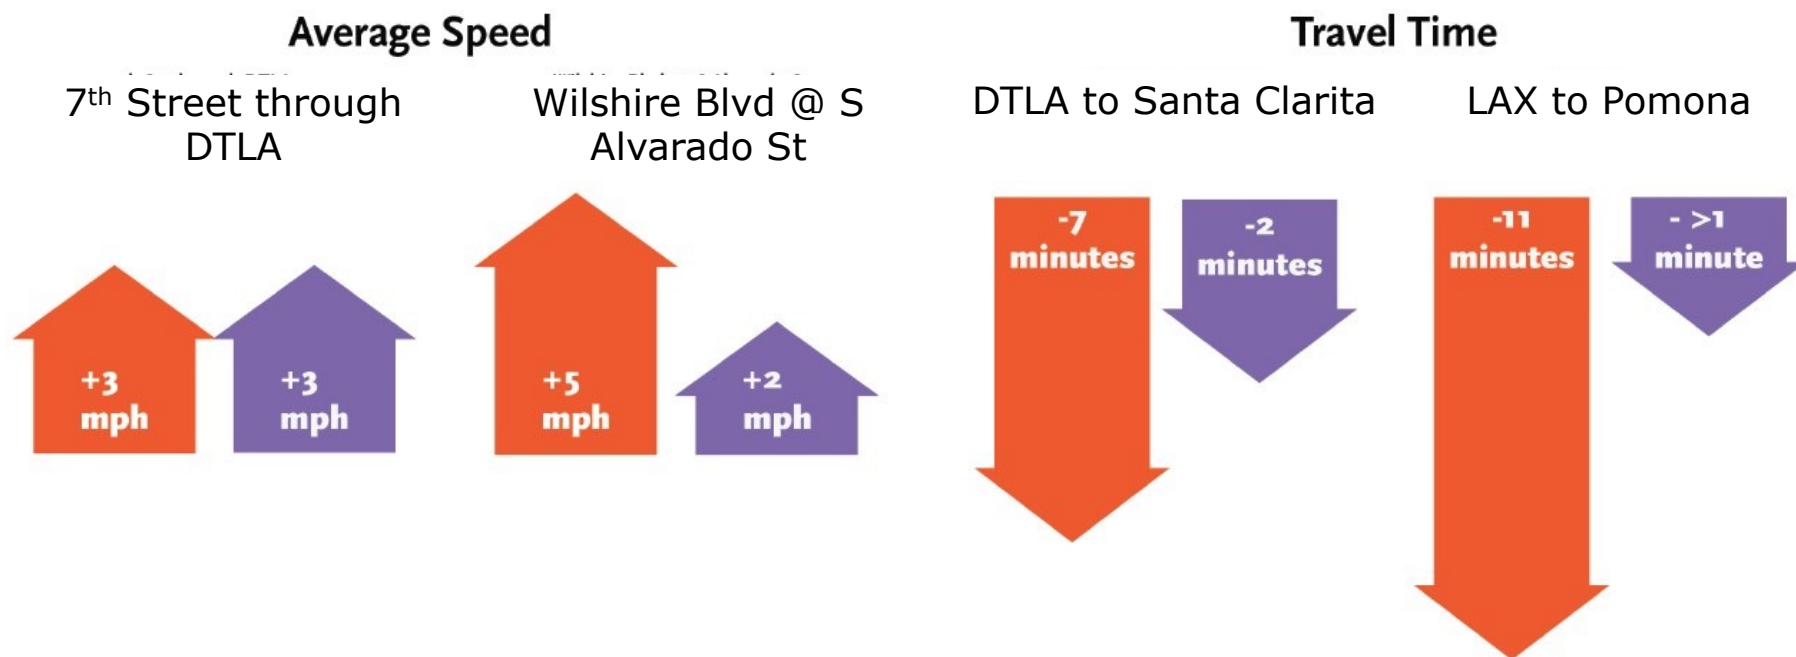 Average Speed
Travel Time
7th Street through
DTLA
Wilshire Blvd @ S
Alvarado St
DTLA to Santa Clarita
LAX to Pomona
+3
mph
+3
mph
+5
mph
+2
mph
-7
minutes
-2
minutes
-11
minutes
- >1
minute